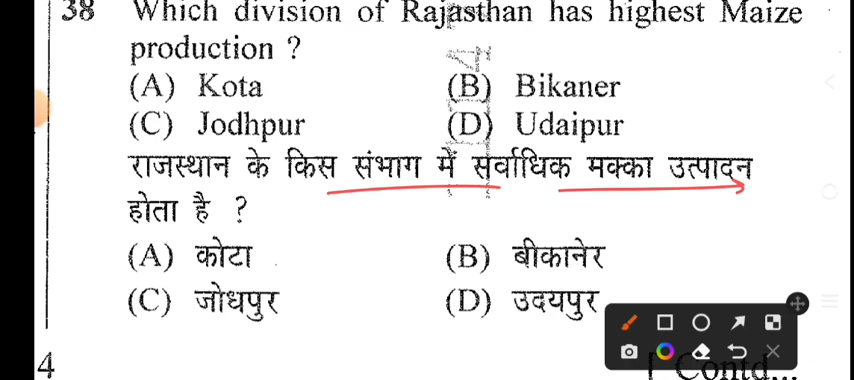 38 Which division of Rajasthan has highest Maize
production ?
(A) Kota (B) Bikaner
(C) Jodhpur (D) Udaipur
राजस्थान के किस संभाग में सर्वाधिक मक्का उत्पादन
होता है ?
(A) कोटा (B) बीकानेर
(C) जोधपुर (D) उदयपुर
4 [ Contd...